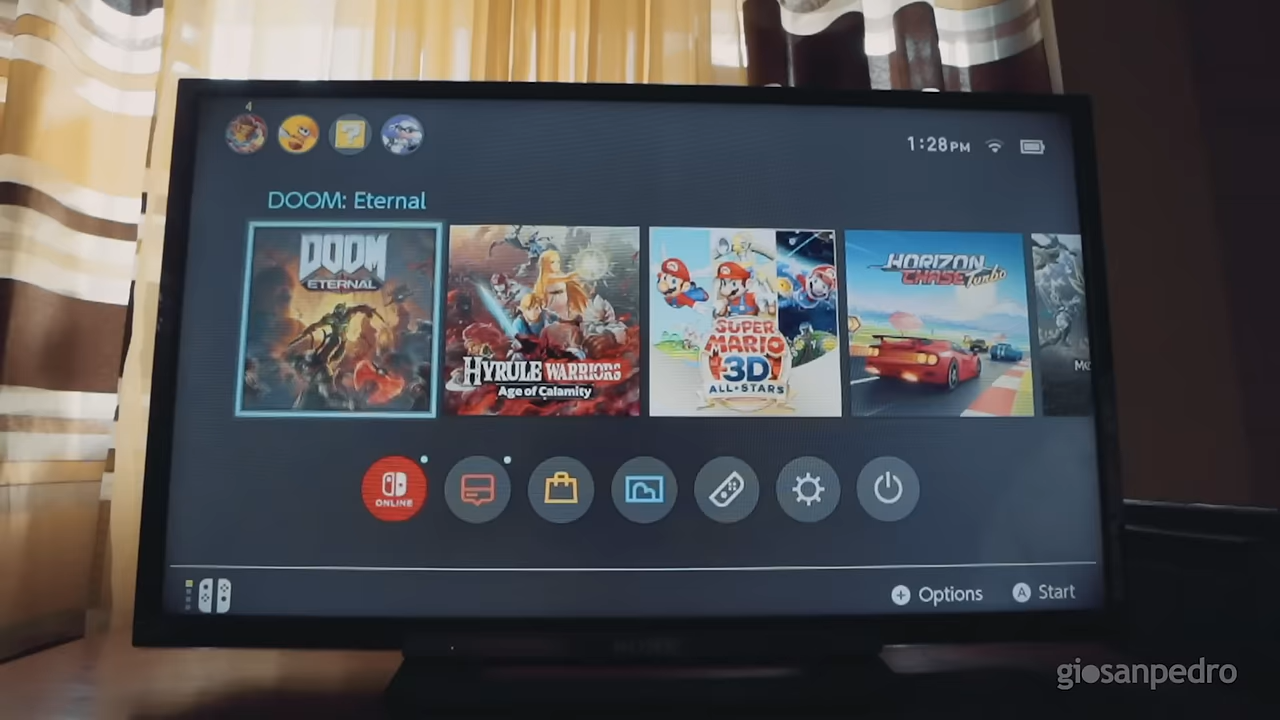 4
1:28PM
DOOM: Eternal
DOOM
ETERNAL
HYRULE WARRIORS
Age of Calamity
SUPER
MARIO
3D
ALL★STARS
HORIZON
CHASE Turbo
ONLINE
Options
A Start
giosanpedro